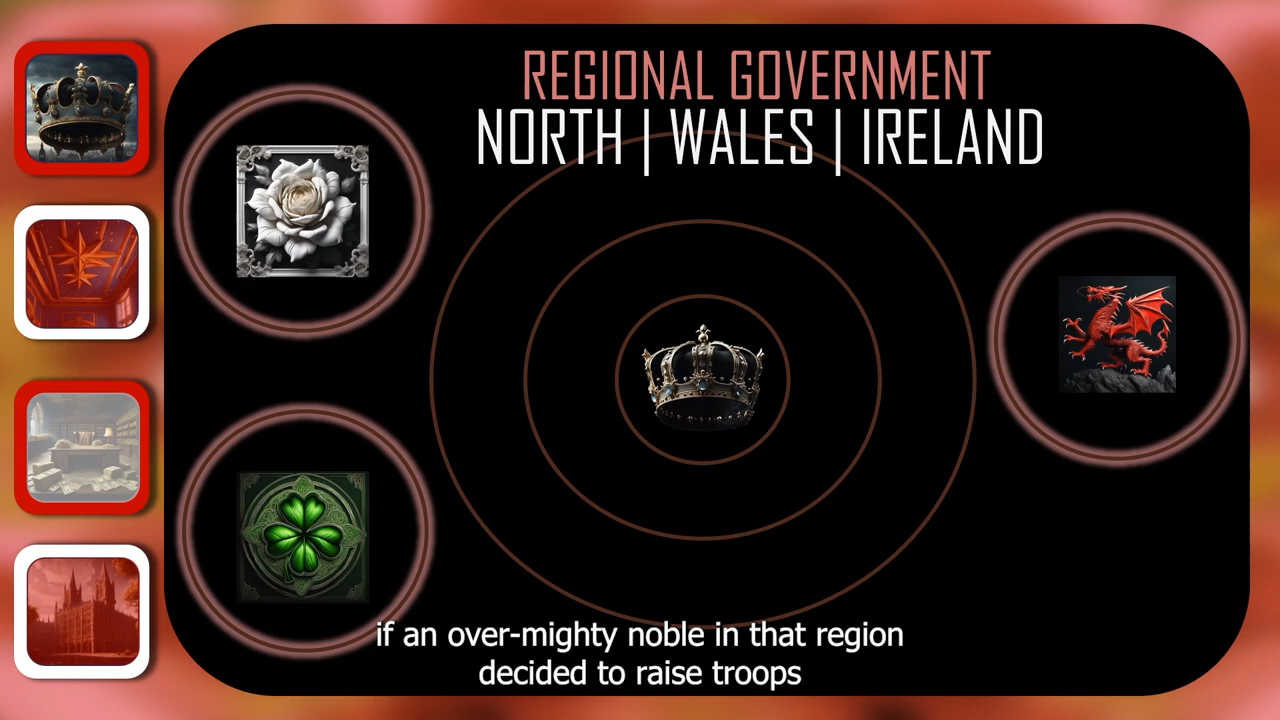 REGIONAL GOVERNMENT
NORTH | WALES | IRELAND
if an over-mighty noble in that region
decided to raise troops